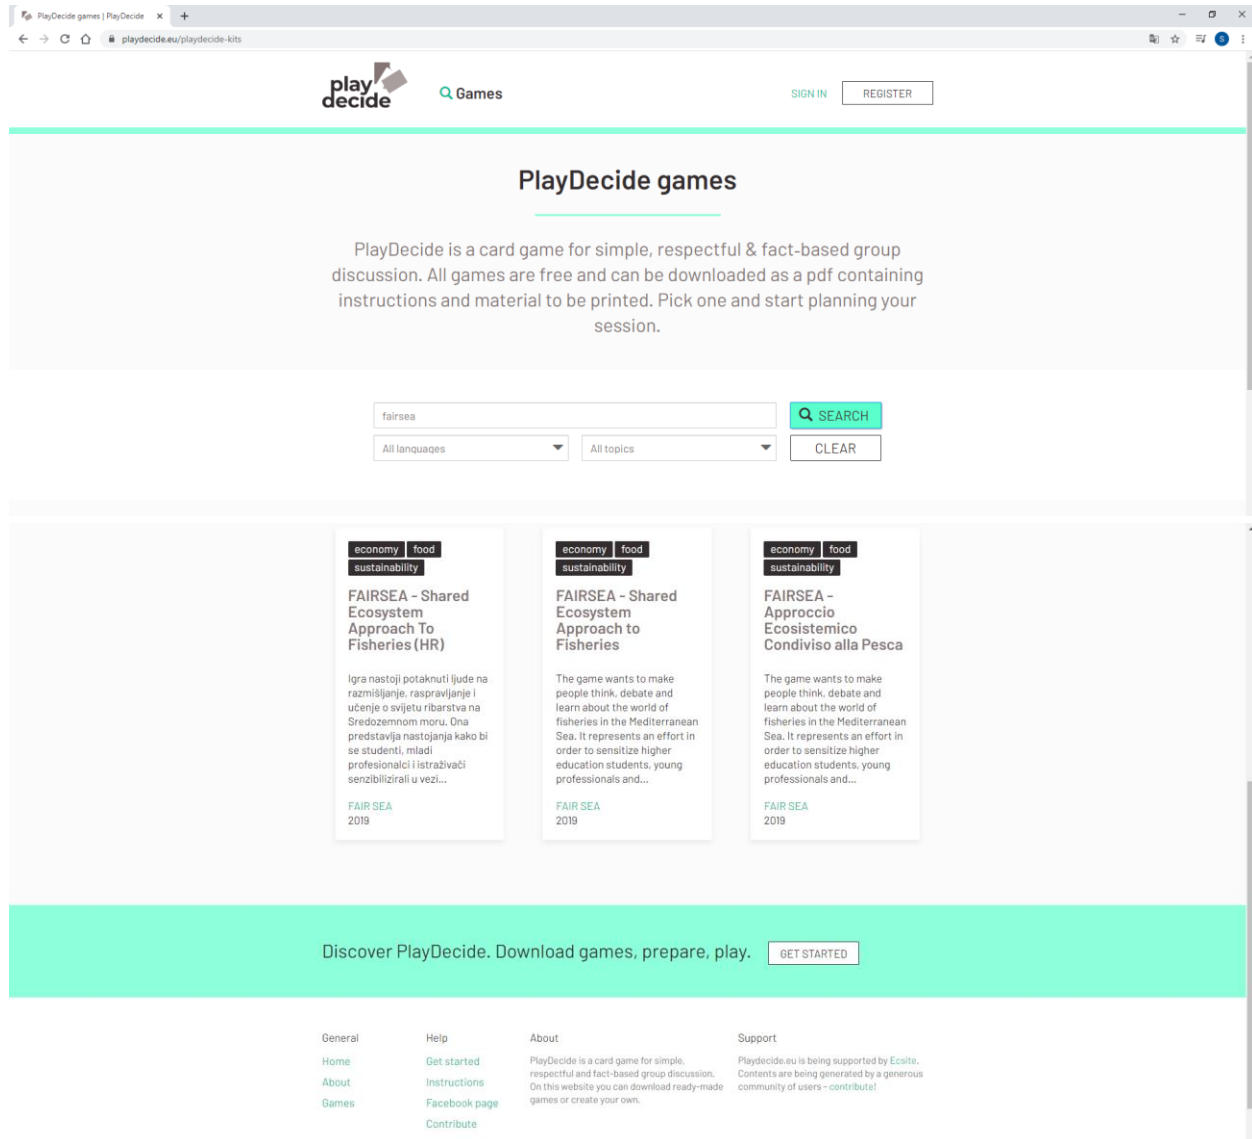 PlayDecide games | PlayDecide
playdecide.eu/playdecide-kits
S
play
decide
Games
SIGN IN
REGISTER
PlayDecide games
PlayDecide is a card game for simple, respectful & fact-based group
discussion. All games are free and can be downloaded as a pdf containing
instructions and material to be printed. Pick one and start planning your
session.
fairsea
SEARCH
All languages
All topics
CLEAR
economy food
sustainability
FAIRSEA - Shared
Ecosystem
Approach To
Fisheries (HR)
Igra nastoji potaknuti ljude na
razmišljanje, raspravljanje i
učenje o svijetu ribarstva na
Sredozemnom moru. Ona
predstavlja nastojanja kako bi
se studenti, mladi
profesionalci i istraživači
senzibilizirali u vezi...
FAIR SEA
2019
economy food
sustainability
FAIRSEA - Shared
Ecosystem
Approach to
Fisheries
The game wants to make
people think, debate and
learn about the world of
fisheries in the Mediterranean
Sea. It represents an effort in
order to sensitize higher
education students, young
professionals and...
FAIR SEA
2019
economy food
sustainability
FAIRSEA -
Approccio
Ecosistemico
Condiviso alla Pesca
The game wants to make
people think, debate and
learn about the world of
fisheries in the Mediterranean
Sea. It represents an effort in
order to sensitize higher
education students, young
professionals and...
FAIR SEA
2019
Discover PlayDecide. Download games, prepare, play.
GET STARTED
General
Home
About
Games
Help
Get started
Instructions
Facebook page
Contribute
About
PlayDecide is a card game for simple,
respectful and fact-based group discussion.
On this website you can download ready-made
games or create your own.
Support
Playdecide.eu is being supported by Ecsite.
Contents are being generated by a generous
community of users - contribute!